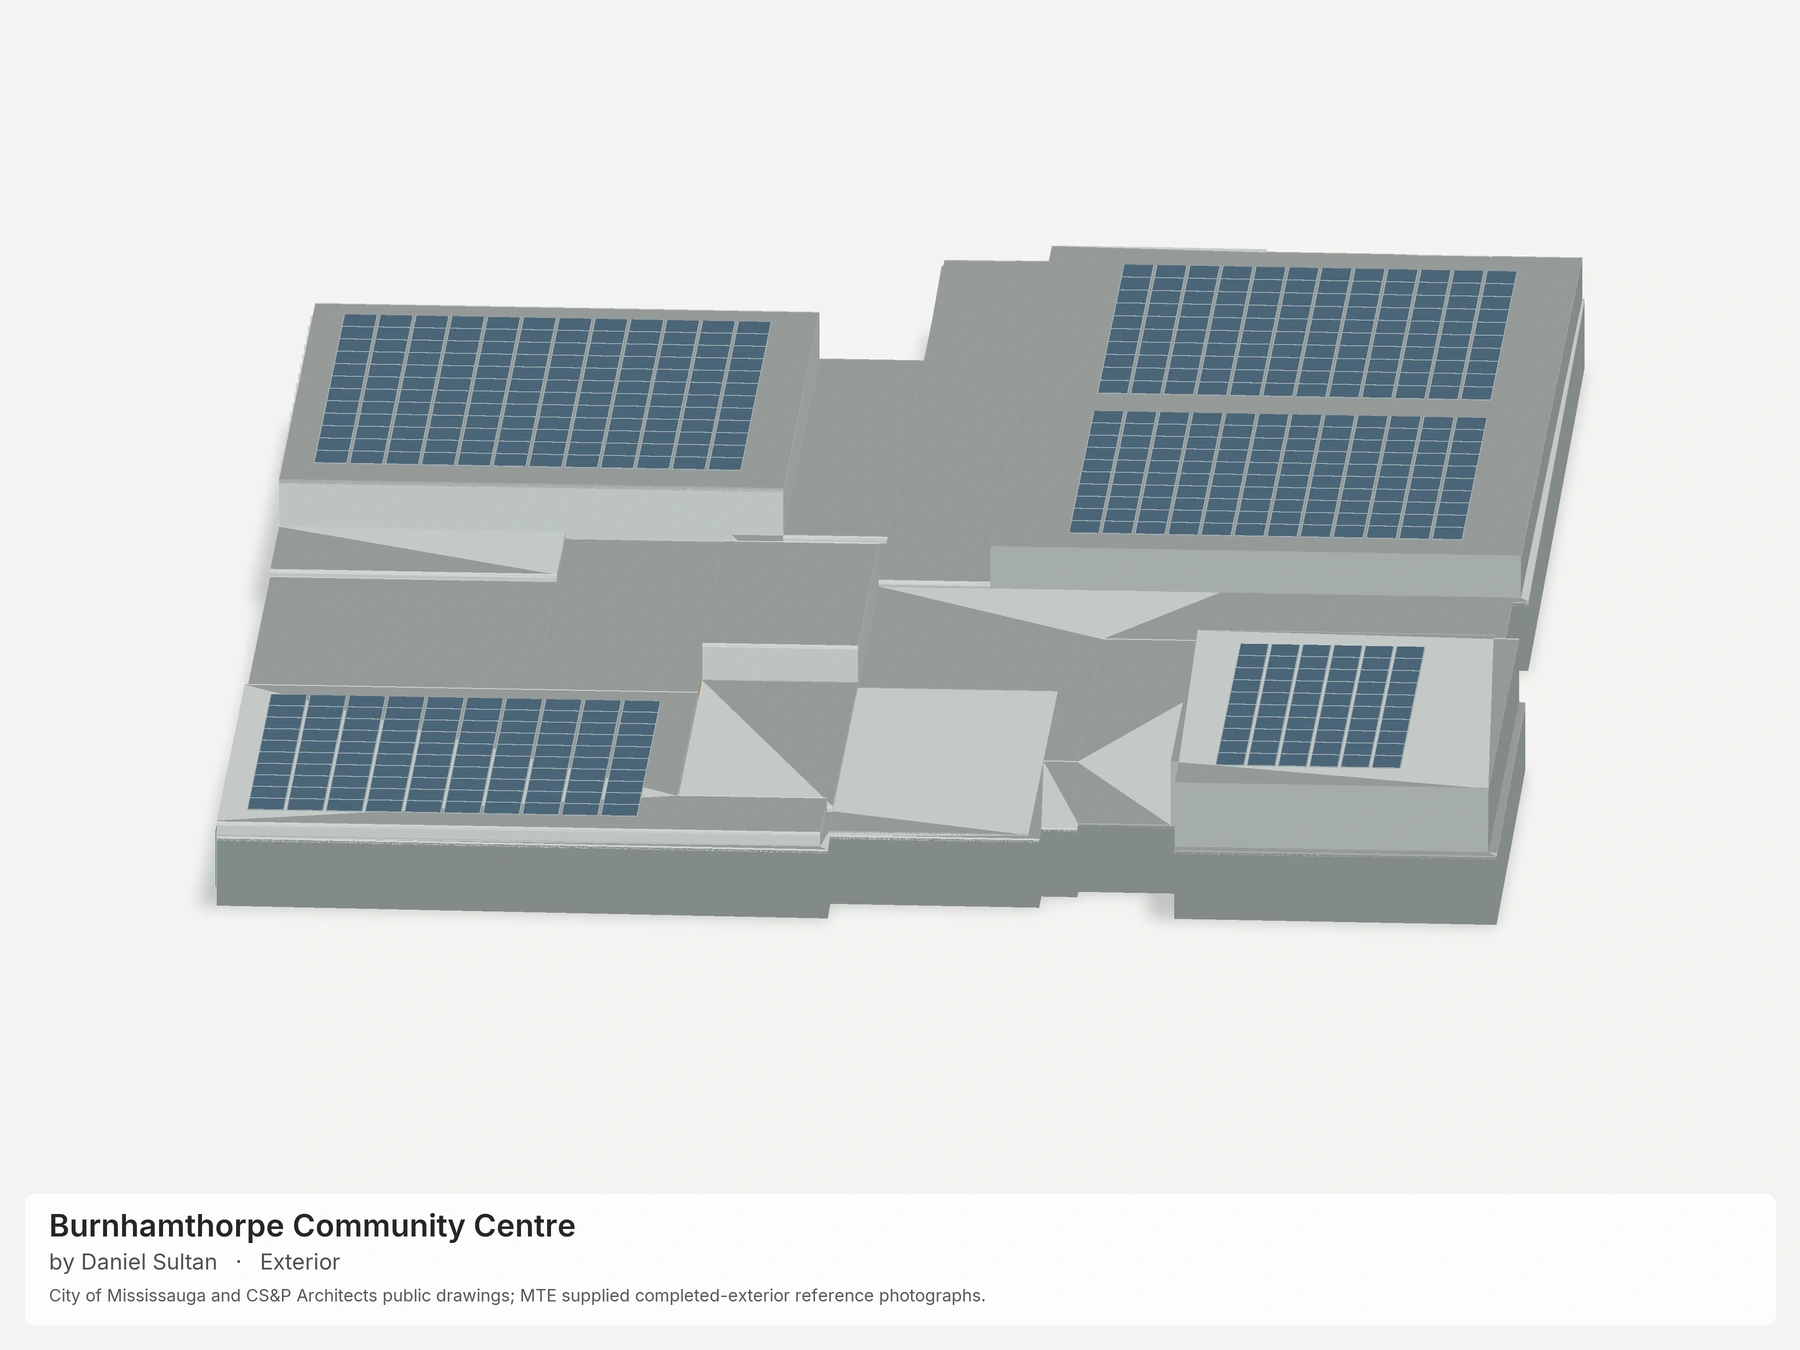 Burnhamthorpe Community Centre
by Daniel Sultan · Exterior
City of Mississauga and CS&P Architects public drawings; MTE supplied completed-exterior reference photographs.